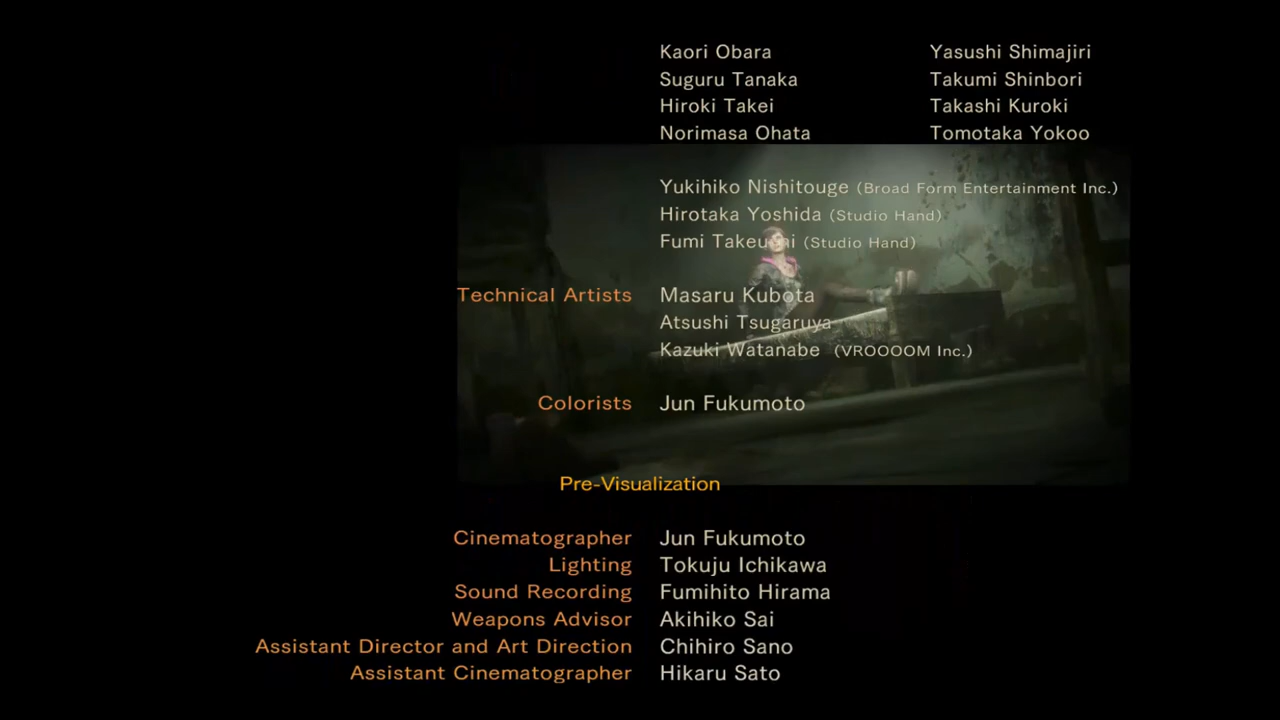 Kaori Obara Yasushi Shimajiri
Suguru Tanaka Takumi Shinbori
Hiroki Takei Takashi Kuroki
Norimasa Ohata Tomotaka Yokoo
Yukihiko Nishitouge (Broad Form Entertainment Inc.)
Hirotaka Yoshida (Studio Hand)
Fumi Takeuchi (Studio Hand)
Technical Artists Masaru Kubota
Atsushi Tsugaruya
Kazuki Watanabe (VROOOOM Inc.)
Colorists Jun Fukumoto
Pre-Visualization
Cinematographer Jun Fukumoto
Lighting Tokuju Ichikawa
Sound Recording Fumihito Hirama
Weapons Advisor Akihiko Sai
Assistant Director and Art Direction Chihiro Sano
Assistant Cinematographer Hikaru Sato